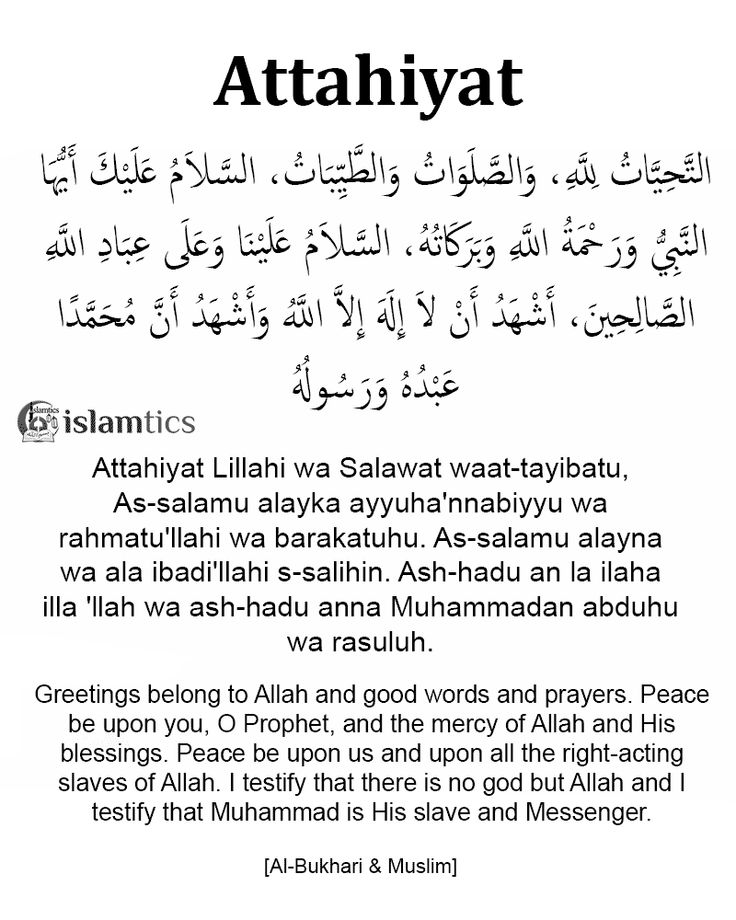 Attahiyat
التَّحِيَّاتُ لِلَّهِ، وَالصَّلَوَاتُ وَالطَّيِّبَاتُ، السَّلاَمُ عَلَيْكَ أَيُّهَا
النَّبِيُّ وَرَحْمَةُ اللَّهِ وَبَرَكَاتُهُ، السَّلاَمُ عَلَيْنَا وَعَلَى عِبَادِ اللَّهِ
الصَّالِحِينَ، أَشْهَدُ أَنْ لاَ إِلَهَ إِلاَّ اللَّهُ وَأَشْهَدُ أَنَّ مُحَمَّدًا
عَبْدُهُ وَرَسُولُهُ
islamtics
Attahiyat Lillahi wa Salawat waat-tayibatu,
As-salamu alayka ayyuha'nnabiyyu wa
rahmatu'llahi wa barakatuhu. As-salamu alayna
wa ala ibadi'llahi s-salihin. Ash-hadu an la ilaha
illa 'llah wa ash-hadu anna Muhammadan abduhu
wa rasuluh.
Greetings belong to Allah and good words and prayers. Peace
be upon you, O Prophet, and the mercy of Allah and His
blessings. Peace be upon us and upon all the right-acting
slaves of Allah. I testify that there is no god but Allah and I
testify that Muhammad is His slave and Messenger.
[Al-Bukhari & Muslim]